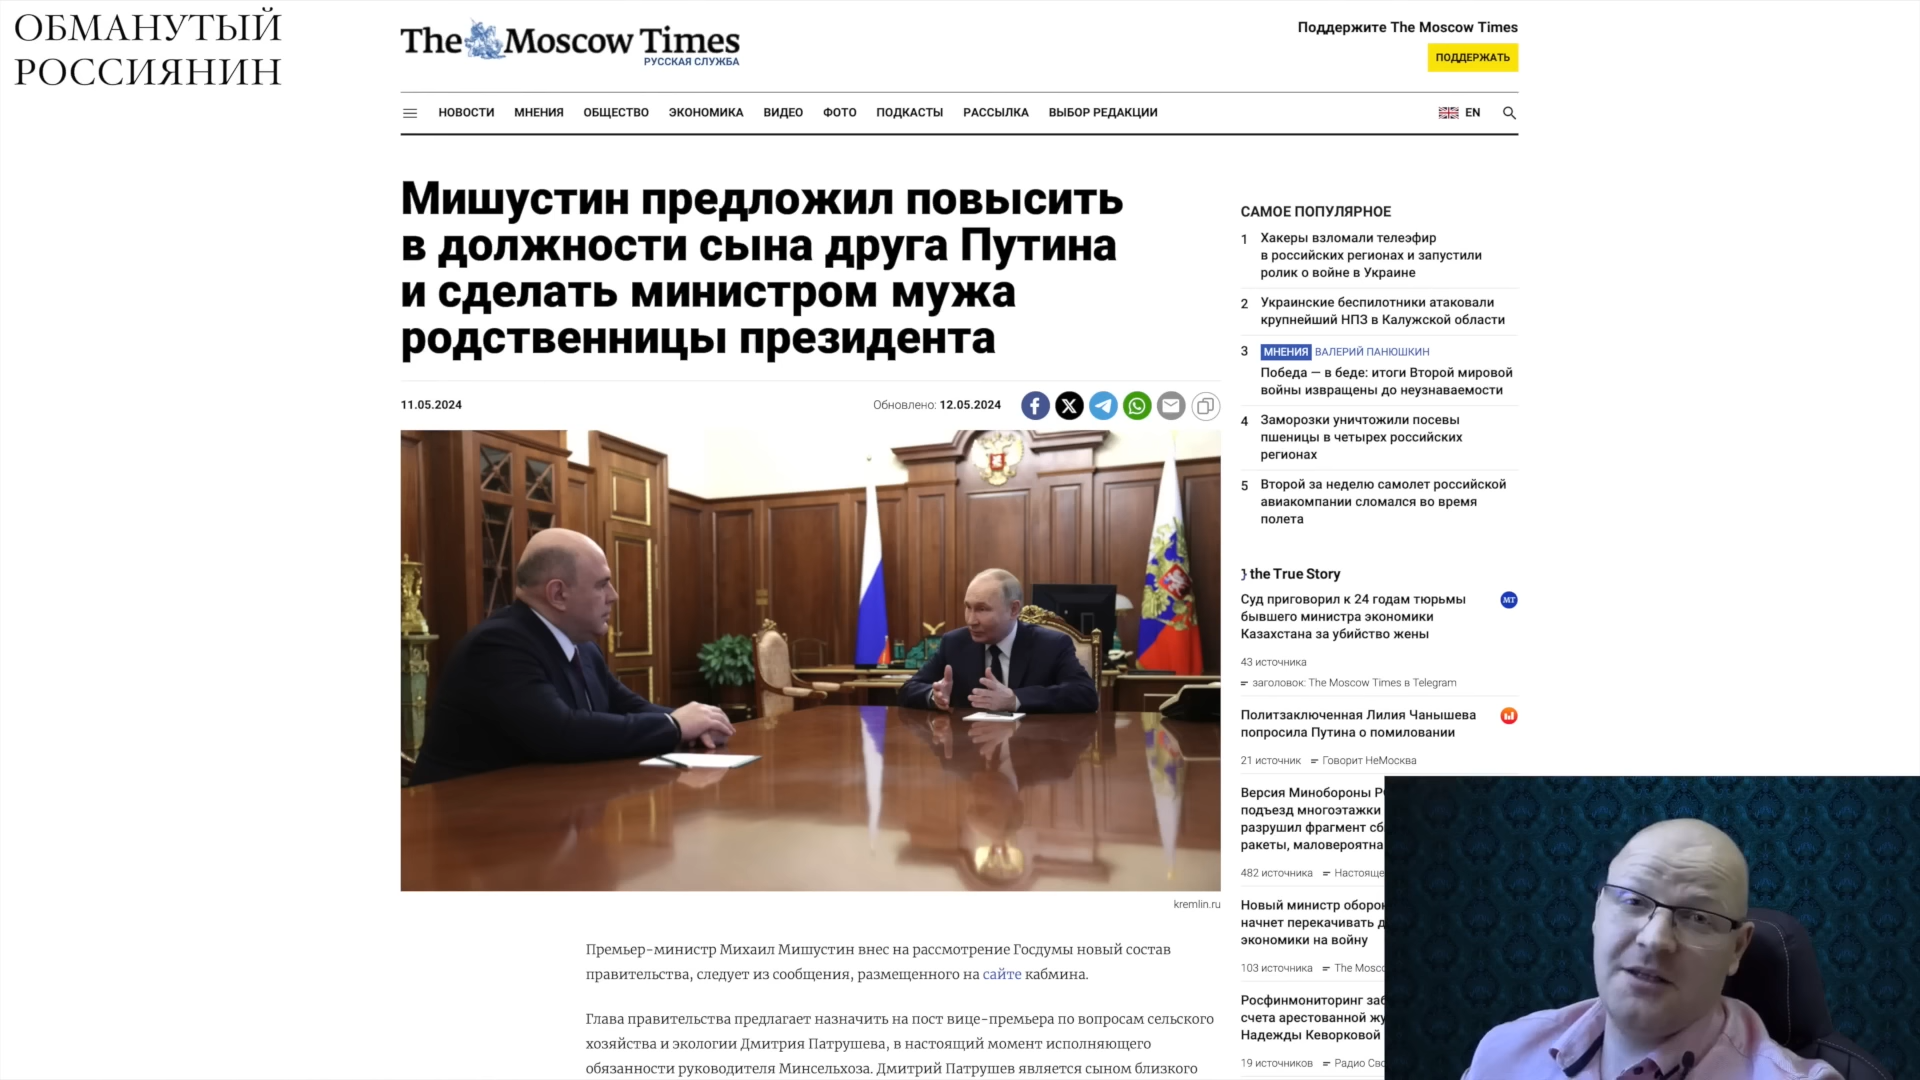 ОБМАНУТЫЙ
РОССИЯНИН
The Moscow Times
РУССКАЯ СЛУЖБА
Поддержите The Moscow Times
ПОДДЕРЖАТЬ
НОВОСТИ МНЕНИЯ ОБЩЕСТВО ЭКОНОМИКА ВИДЕО ФОТО ПОДКАСТЫ РАССЫЛКА ВЫБОР РЕДАКЦИИ EN
Мишустин предложил повысить
в должности сына друга Путина
и сделать министром мужа
родственницы президента
11.05.2024
Обновлено: 12.05.2024
kremlin.ru
Премьер-министр Михаил Мишустин внес на рассмотрение Госдумы новый состав
правительства, следует из сообщения, размещенного на сайте кабмина.
Глава правительства предлагает назначить на пост вице-премьера по вопросам сельского
хозяйства и экологии Дмитрия Патрушева, в настоящий момент исполняющего
обязанности руководителя Минсельхоза. Дмитрий Патрушев является сыном близкого
САМОЕ ПОПУЛЯРНОЕ
1 Хакеры взломали телеэфир
в российских регионах и запустили
ролик о войне в Украине
2 Украинские беспилотники атаковали
крупнейший НПЗ в Калужской области
3 МНЕНИЯ ВАЛЕРИЙ ПАНЮШКИН
Победа — в беде: итоги Второй мировой
войны извращены до неузнаваемости
4 Заморозки уничтожили посевы
пшеницы в четырех российских
регионах
5 Второй за неделю самолет российской
авиакомпании сломался во время
полета
} the True Story
Суд приговорил к 24 годам тюрьмы
бывшего министра экономики
Казахстана за убийство жены
MT
43 источника
заголовок: The Moscow Times в Telegram
Политзаключенная Лилия Чанышева
попросила Путина о помиловании
21 источник Говорит НеМосква
Версия Минобороны Р
подъезд многоэтажки
разрушил фрагмент сб
ракеты, маловероятна
482 источника Настояще
Новый министр оборон
начнет перекачивать д
экономики на войну
103 источника The Mosco
Росфинмониторинг заб
счета арестованной жу
Надежды Кеворковой
19 источников Радио Сво